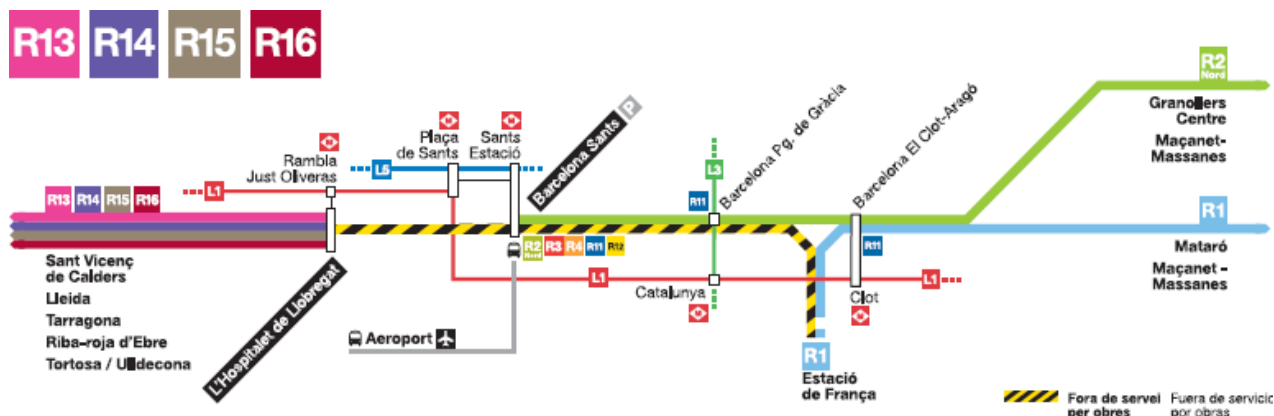 R13 R14 R15 R16
R2
Nord
Granollers
Centre
Maçanet-
Massanes
Barcelona Pg. de Gràcia
Barcelona El Clot-Aragó
Barcelona Sants P
Plaça
de Sants
Sants
Estació
Rambla
Just Oliveras
L1
L5
L3
R13 R14 R15 R16
R11
R1
Sant Vicenç
de Calders
Lleida
Tarragona
Riba-roja d'Ebre
Tortosa / Ulldecona
L'Hospitalet de Llobregat
R2 Nord R3 R4 R11 R12
R11
Mataró
Maçanet -
Massanes
L1
L1
Catalunya
Clot
Aeroport
R1
Estació
de França
Fora de servei
per obres
Fuera de servicio
por obras